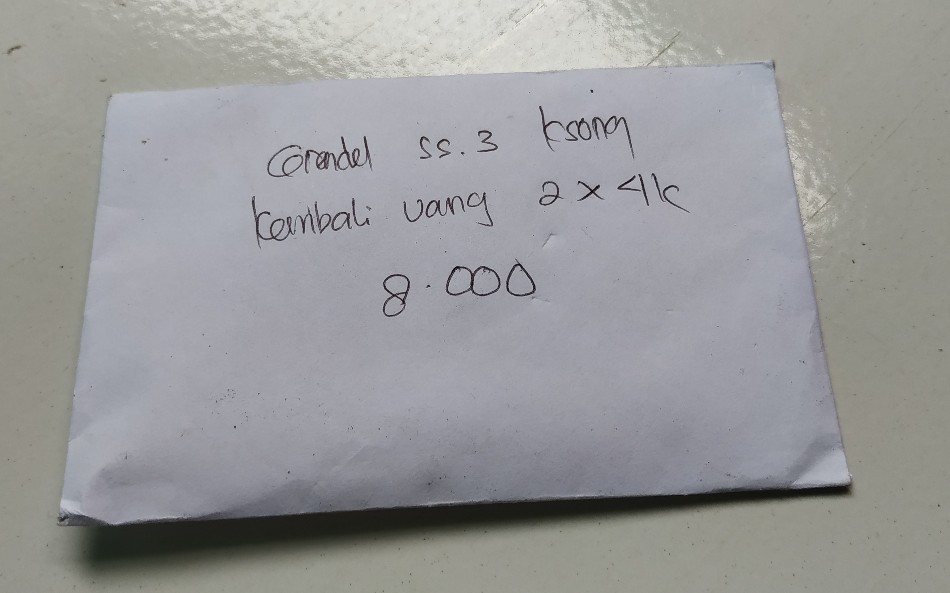 Grendel ss.3 ksong
kembali uang 2 x 4k
8.000